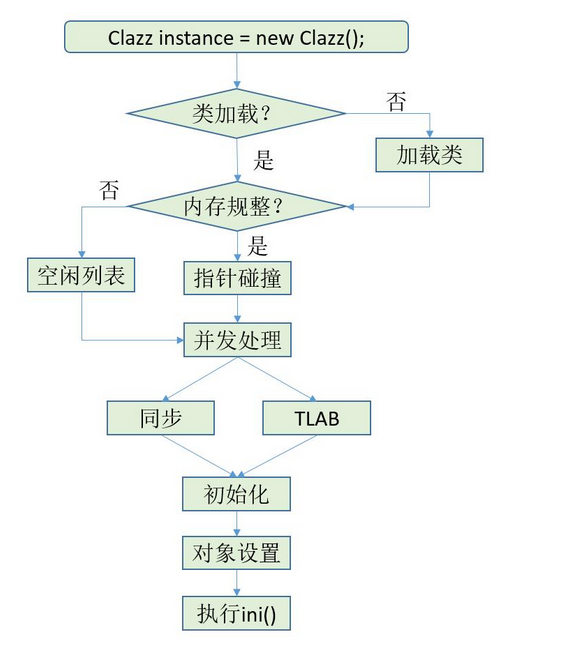 Clazz instance = new Clazz();
类加载？
否
加载类
是
否
内存规整？
是
空闲列表
指针碰撞
并发处理
同步
TLAB
初始化
对象设置
执行ini()